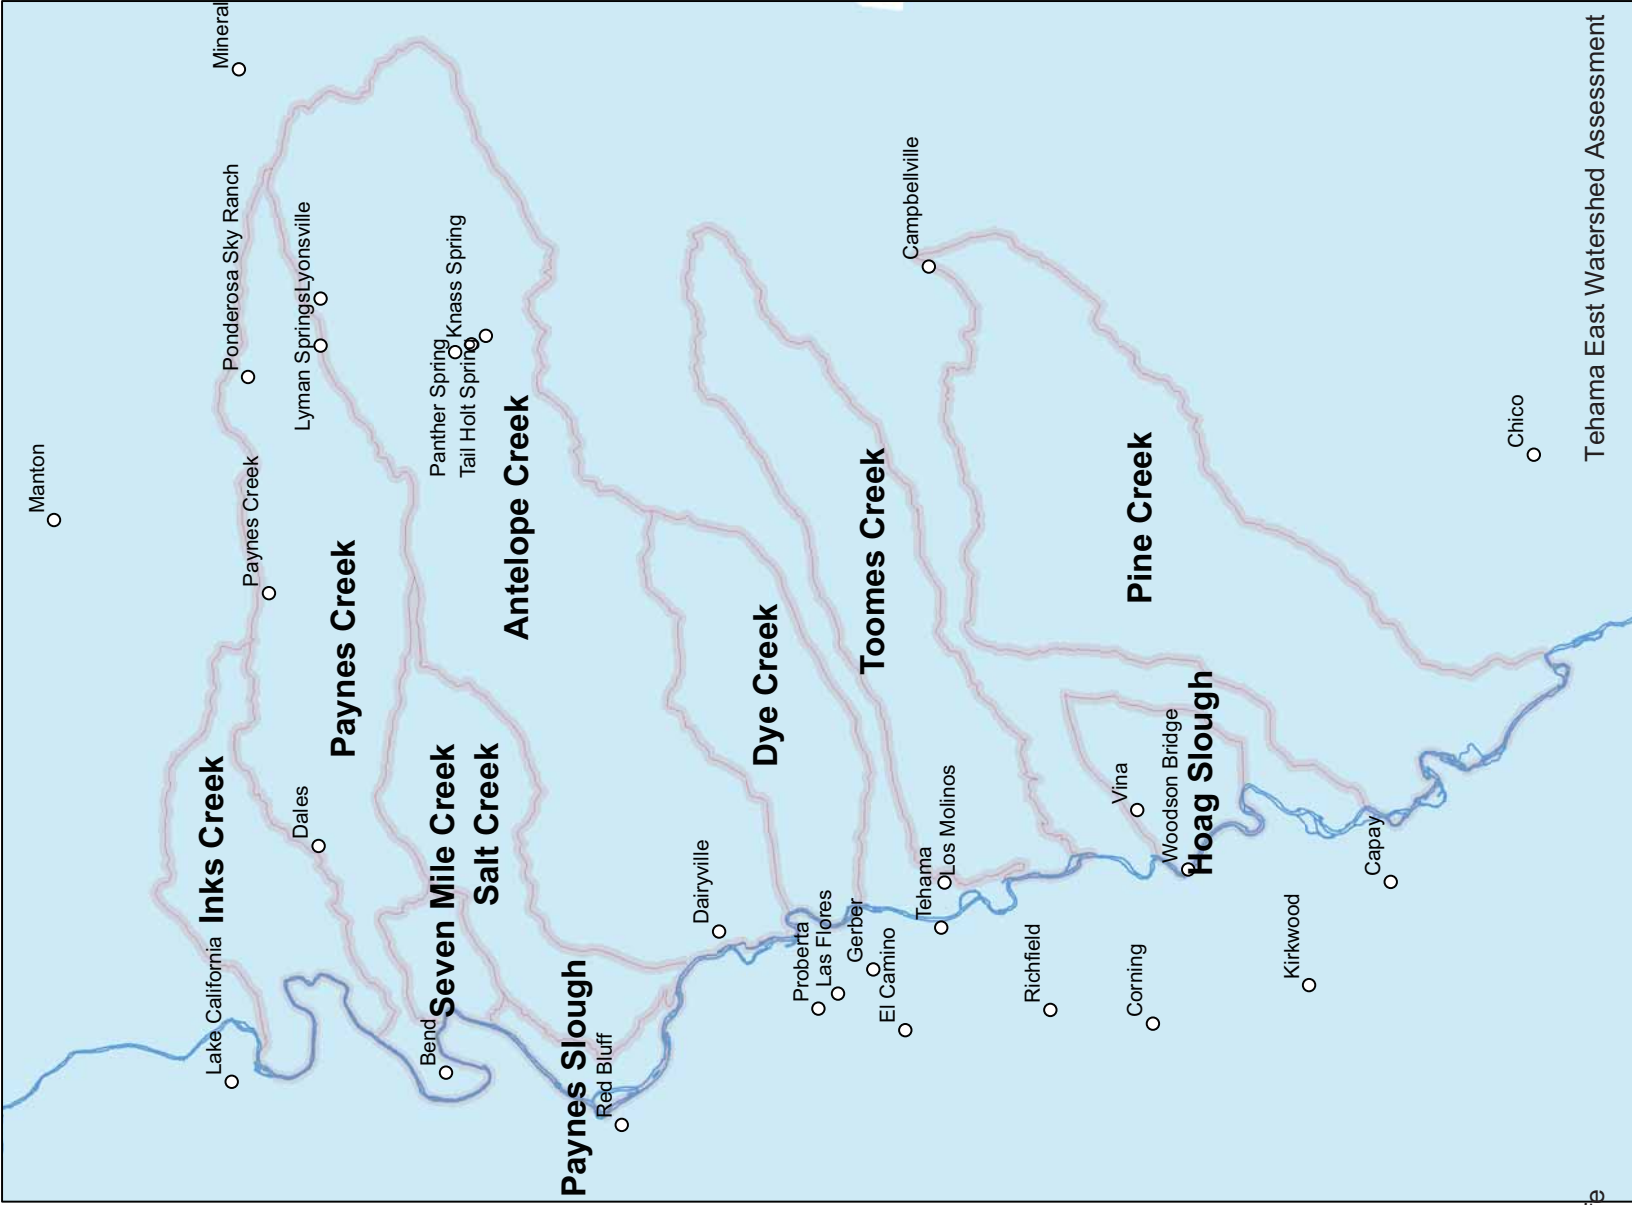 Mineral
Manton
Ponderosa Sky Ranch
Lyonsville
Lyman Springs
Paynes Creek
Knass Spring
Panther Spring
Tail Holt Spring
Campbellville
Paynes Creek
Antelope Creek
Inks Creek
Dales
Seven Mile Creek
Salt Creek
Dye Creek
Toomes Creek
Pine Creek
Chico
Lake California
Bend
Paynes Slough
Red Bluff
Dairyville
Proberta
Las Flores
Gerber
El Camino
Tehama
Los Molinos
Vina
Woodson Bridge
Hoag Slough
Richfield
Corning
Kirkwood
Capay
Tehama East Watershed Assessment